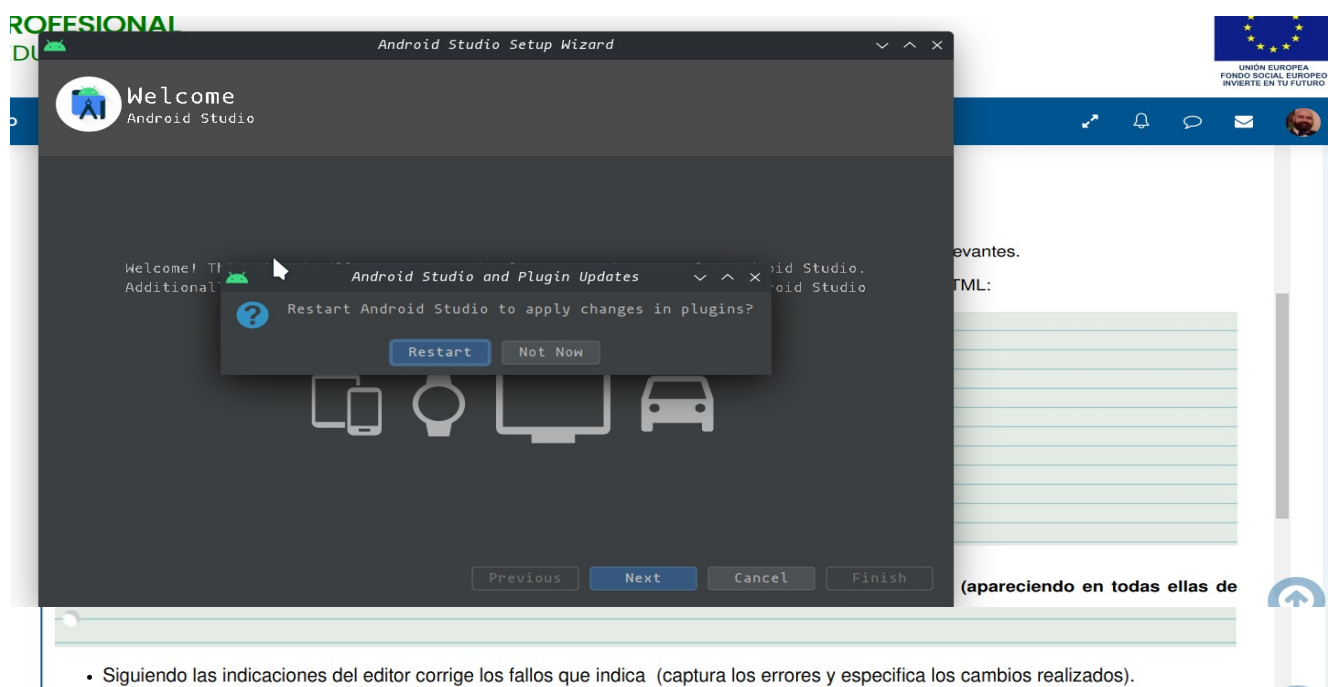 ROFESIONAL
DU
Android Studio Setup Wizard
UNIÓN EUROPEA
FONDO SOCIAL EUROPEO
INVIERTE EN TU FUTURO
Welcome
Android Studio
evantes.
Welcome! Th
oid Studio.
Android Studio and Plugin Updates
Additional
oid Studio
TML:
Restart Android Studio to apply changes in plugins?
Restart Not Now
Previous Next Cancel Finish
(apareciendo en todas ellas de
• Siguiendo las indicaciones del editor corrige los fallos que indica (captura los errores y especifica los cambios realizados).